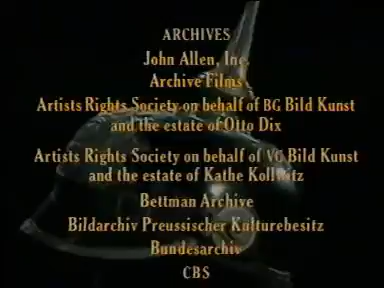 ARCHIVES
John Allen, Inc.
Archive Films
Artists Rights Society on behalf of BG Bild Kunst
and the estate of Otto Dix
Artists Rights Society on behalf of VG Bild Kunst
and the estate of Kathe Kollwitz
Bettman Archive
Bildarchiv Preussischer Kulturebesitz
Bundesarchiv
CBS